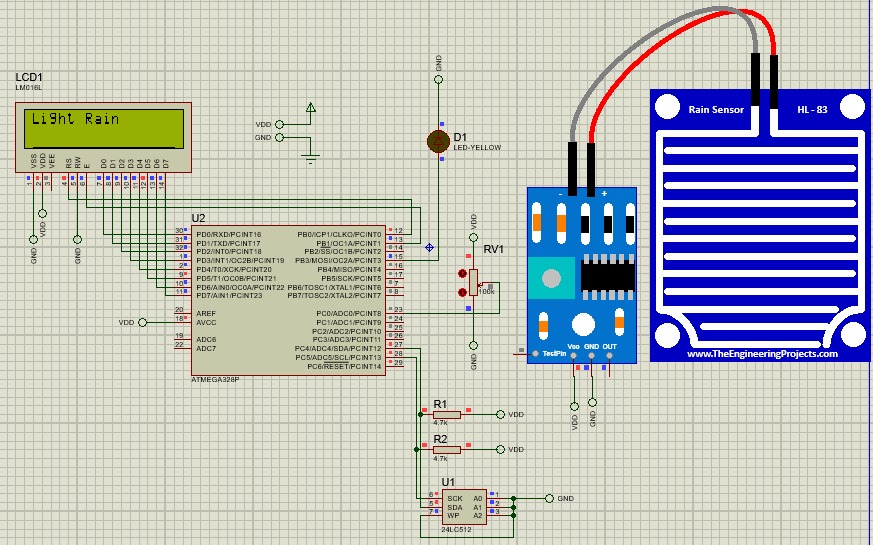 LCD1
LM016L
Light Rain
VSS
VDD
VEE
RS
RW
E
D0
D1
D2
D3
D4
D5
D6
D7
1
2
3
4
5
6
7
8
9
10
11
12
13
14
VDD
GND
VDD
GND
GND
GND
D1
LED-YELLOW
U2
30 PD0/RXD/PCINT16
31 PD1/TXD/PCINT17
32 PD2/INT0/PCINT18
1 PD3/INT1/OC2B/PCINT19
2 PD4/T0/XCK/PCINT20
9 PD5/T1/OC0B/PCINT21
10 PD6/AIN0/OC0A/PCINT22
11 PD7/AIN1/PCINT23
20 AREF
VDD 18 AVCC
19 ADC6
22 ADC7
PB0/ICP1/CLKO/PCINT0 12
PB1/OC1A/PCINT1 13
PB2/SS/OC1B/PCINT2 14
PB3/MOSI/OC2A/PCINT3 15
PB4/MISO/PCINT4 16
PB5/SCK/PCINT5 17
PB6/TOSC1/XTAL1/PCINT6 7
PB7/TOSC2/XTAL2/PCINT7 8
PC0/ADC0/PCINT8 23
PC1/ADC1/PCINT9 24
PC2/ADC2/PCINT10 25
PC3/ADC3/PCINT11 26
PC4/ADC4/SDA/PCINT12 27
PC5/ADC5/SCL/PCINT13 28
PC6/RESET/PCINT14 29
ATMEGA328P
VDD
RV1
100k
GND
R1
4.7k
VDD
R2
4.7k
VDD
U1
6 SCK A0 1
5 SDA A1 2
7 WP A2 3
GND
24LC512
- +
TestPin
Vcc GND OUT
VDD
GND
Rain Sensor HL - 83
www.TheEngineeringProjects.com